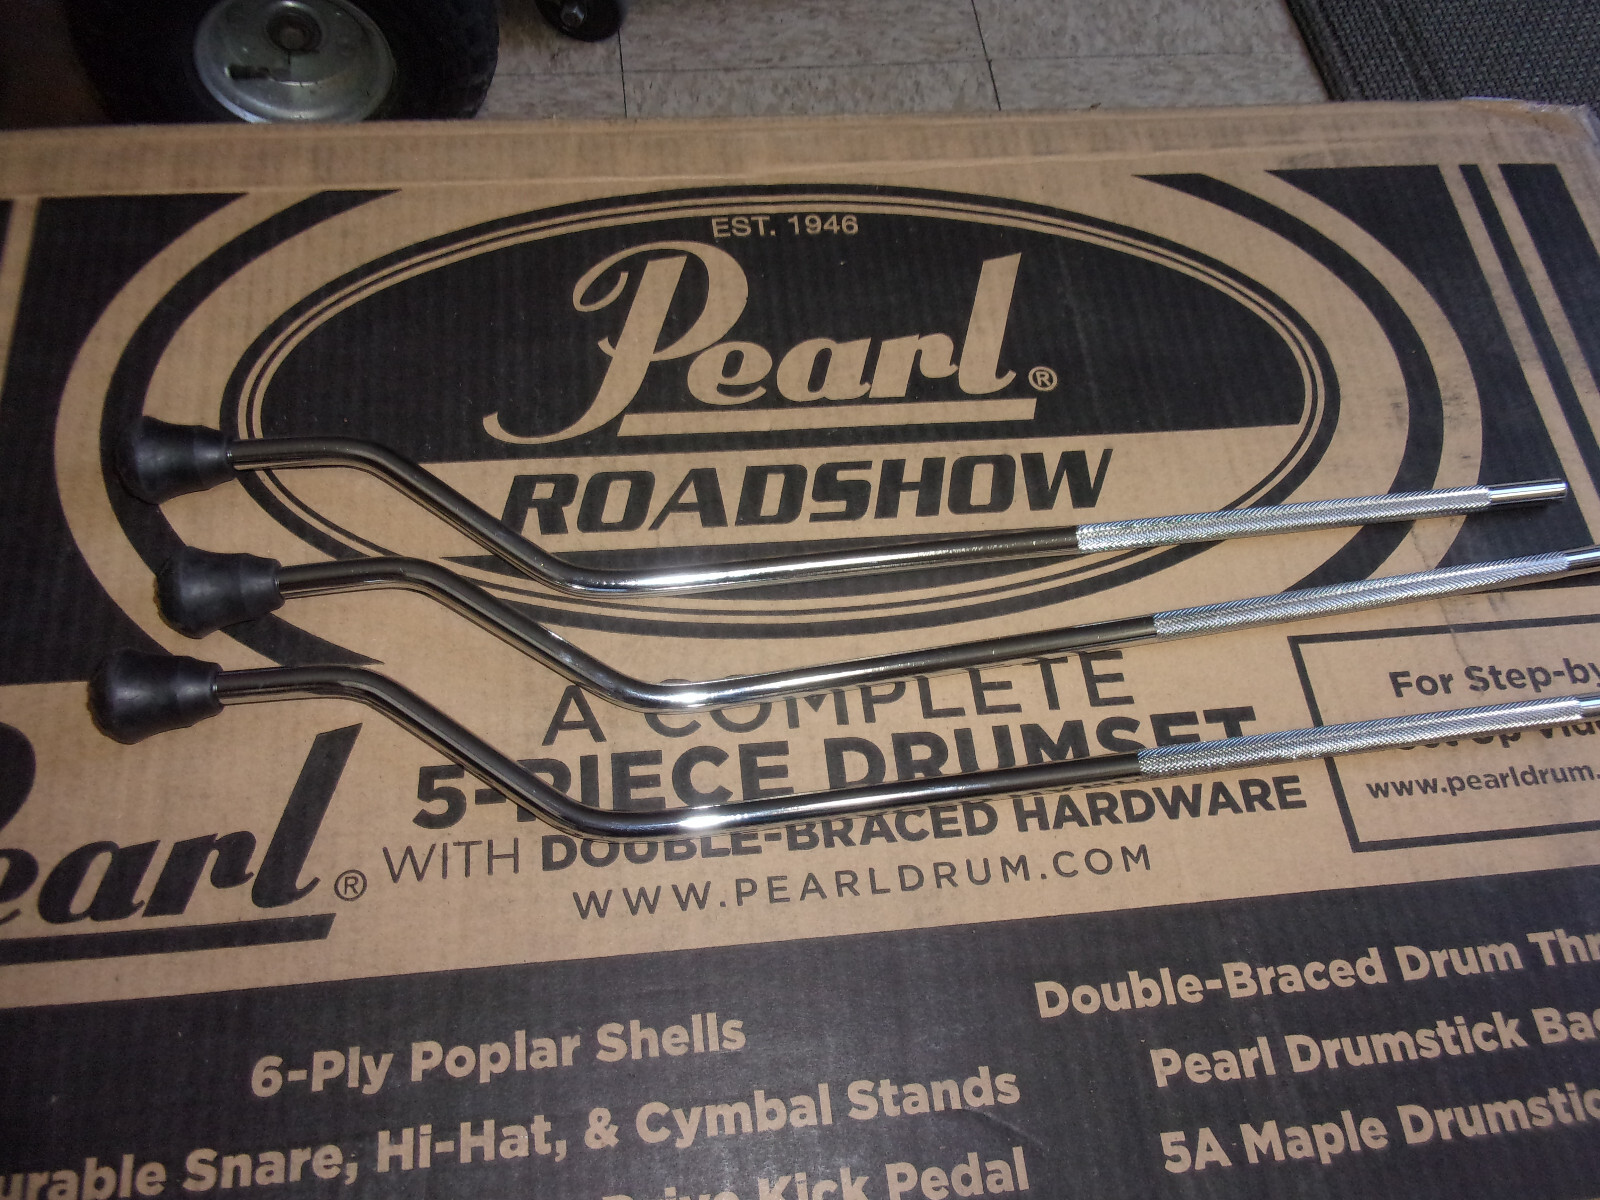 EST. 1946
Pearl®
ROADSHOW
A COMPLETE
5-PIECE DRUMSET
WITH DOUBLE-BRACED HARDWARE
WWW.PEARLDRUM.COM
For Step-by
www.pearldrum.
earl®
6-Ply Poplar Shells
urable Snare, Hi-Hat, & Cymbal Stands
Drive Kick Pedal
Double-Braced Drum Thr
Pearl Drumstick Ba
5A Maple Drumstic